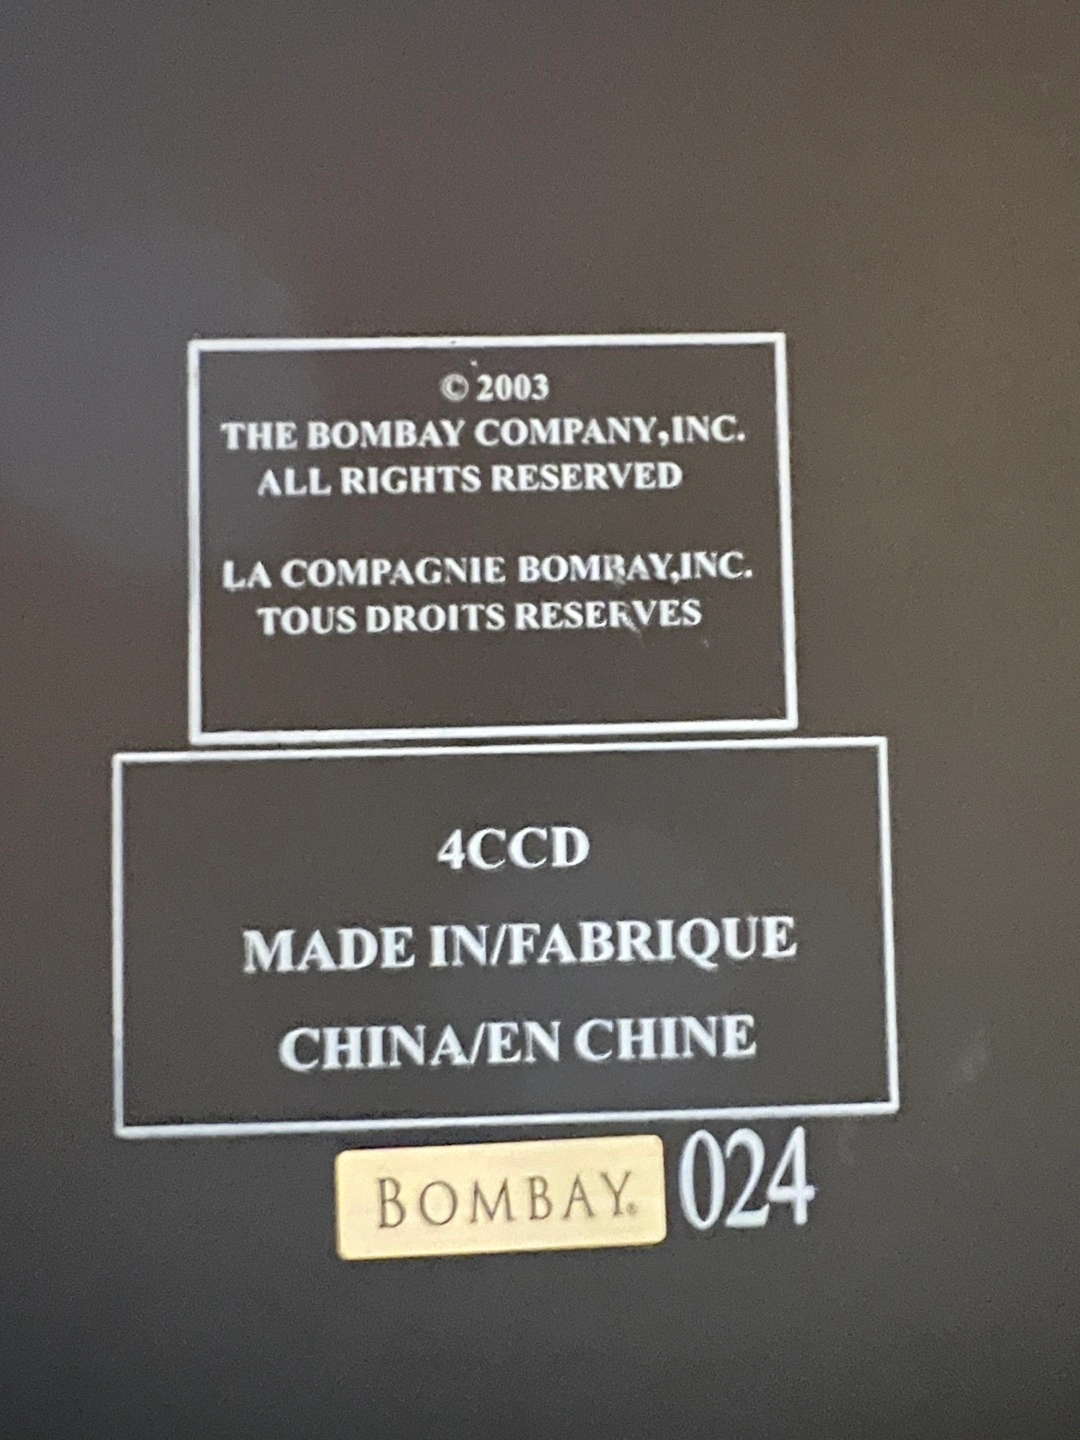 © 2003
THE BOMBAY COMPANY,INC.
ALL RIGHTS RESERVED
LA COMPAGNIE BOMBAY,INC.
TOUS DROITS RESERVES
4CCD
MADE IN/FABRIQUE
CHINA/EN CHINE
BOMBAY® 024